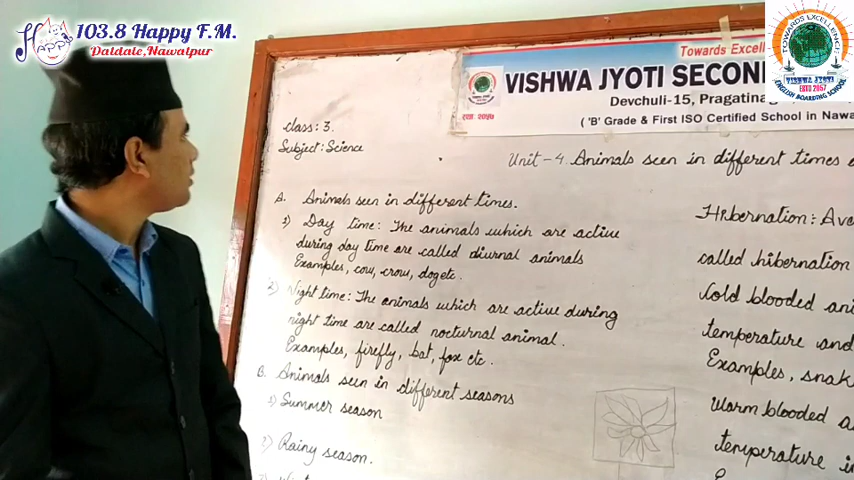 103.8 Happy F.M.
Daldale, Nawalpur
HAPPY
TOWARDS EXCELLENCE
VISHWA JYOTI
ENGLISH BOARDING SCHOOL
ESTD 2057
Towards Excell
VISHWA JYOTI SECON
Devchuli-15, Pragatinag
( 'B' Grade & First ISO Certified School in Nawa
Class: 3.
Subject: Science
Unit - 4. Animals seen in different times
A. Animals seen in different times.
1) Day time: The animals which are active
during day time are called diurnal animals
Examples, cow, crow, dog etc.
2) Night time: The animals which are active during
night time are called nocturnal animal.
Examples, firefly, bat, fox etc.
B. Animals seen in different seasons
1) Summer season
2) Rainy season.
Hibernation: Avo
called hibernation
Cold blooded ani
temperature and
Examples, snak
Warm blooded a
temperature i